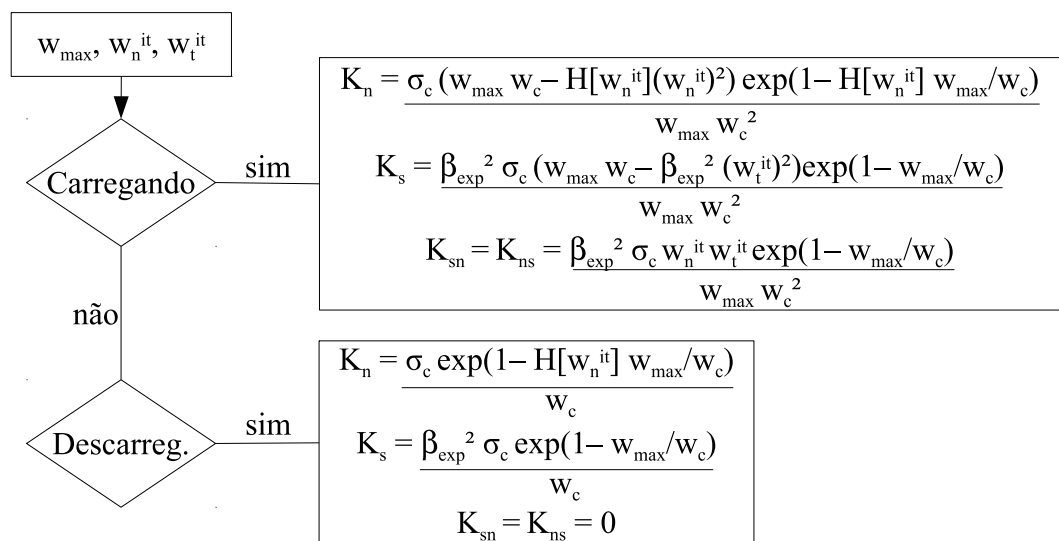 w_max, w_n^it, w_t^it
Carregando
sim
K_n = σ_c (w_max w_c – H[w_n^it](w_n^it)²) exp(1– H[w_n^it] w_max/w_c)
w_max w_c²
K_s = β_exp² σ_c (w_max w_c – β_exp² (w_t^it)²)exp(1– w_max/w_c)
w_max w_c²
K_sn = K_ns = β_exp² σ_c w_n^it w_t^it exp(1– w_max/w_c)
w_max w_c²
não
Descarreg.
sim
K_n = σ_c exp(1– H[w_n^it] w_max/w_c)
w_c
K_s = β_exp² σ_c exp(1– w_max/w_c)
w_c
K_sn = K_ns = 0